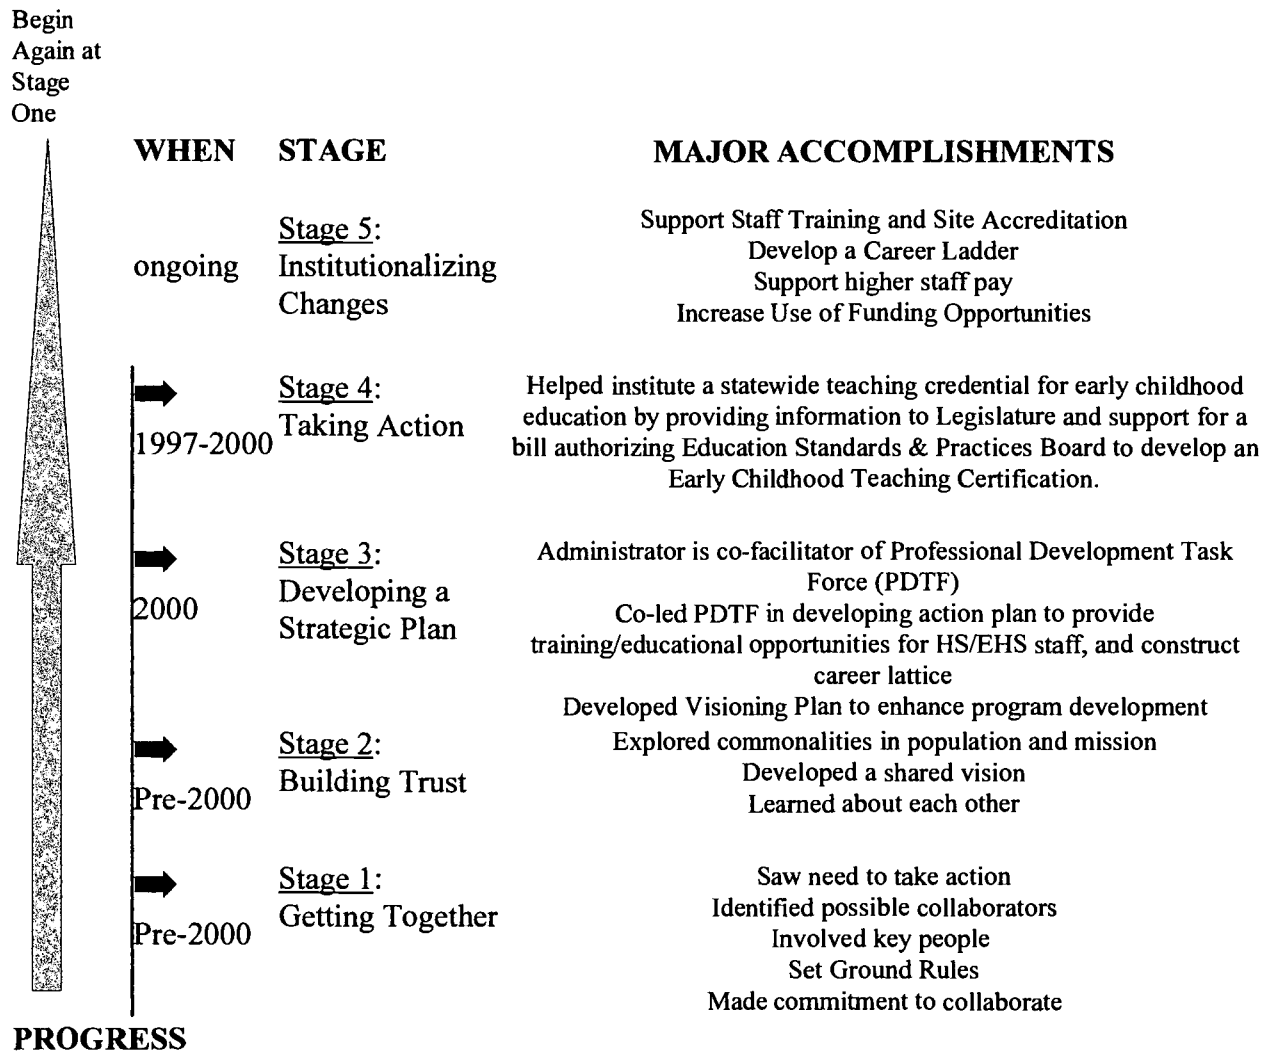 Begin
Again at
Stage
One
WHEN STAGE MAJOR ACCOMPLISHMENTS
Stage 5:
ongoing Institutionalizing
Changes
Support Staff Training and Site Accreditation
Develop a Career Ladder
Support higher staff pay
Increase Use of Funding Opportunities
Stage 4:
1997-2000 Taking Action
Helped institute a statewide teaching credential for early childhood
education by providing information to Legislature and support for a
bill authorizing Education Standards & Practices Board to develop an
Early Childhood Teaching Certification.
Stage 3:
2000 Developing a
Strategic Plan
Administrator is co-facilitator of Professional Development Task
Force (PDTF)
Co-led PDTF in developing action plan to provide
training/educational opportunities for HS/EHS staff, and construct
career lattice
Developed Visioning Plan to enhance program development
Stage 2:
Pre-2000 Building Trust
Explored commonalities in population and mission
Developed a shared vision
Learned about each other
Stage 1:
Pre-2000 Getting Together
Saw need to take action
Identified possible collaborators
Involved key people
Set Ground Rules
Made commitment to collaborate
PROGRESS